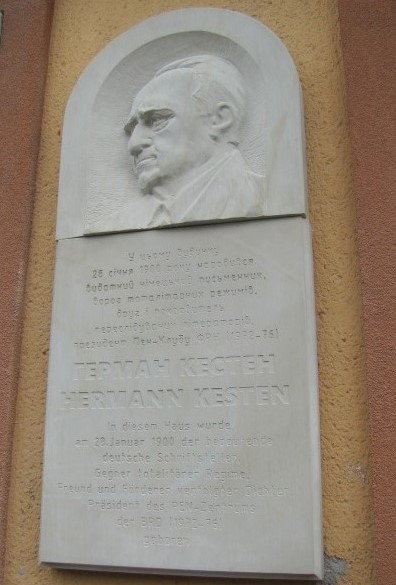 У цьому будинку
28 січня 1900 року народився
видатний німецький письменник,
ворог тоталітарних режимів,
друг і покровитель
переслідуваних літераторів,
президент Пен-Клубу ФРН (1972-76)
ГЕРМАН КЕСТЕН
HERMANN KESTEN
In diesem Haus wurde
am 28.Januar 1900 der bedeutende
deutsche Schriftsteller,
Gegner totalitärer Regime,
Freund und Förderer verfolgter Dichter,
Präsident des PEN-Zentrums
der BRD (1972-76)
geboren